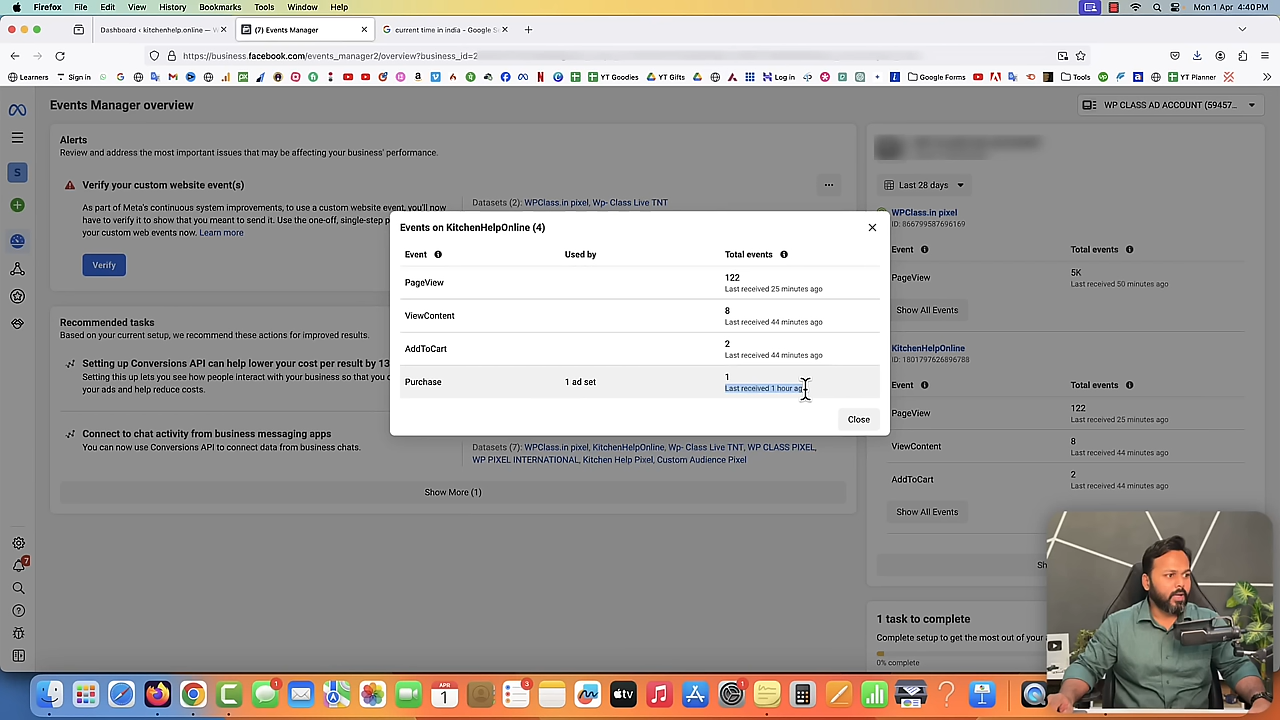 Firefox File Edit View History Bookmarks Tools Window Help
Mon 1 Apr 4:40 PM
Dashboard ‹ kitchenhelp.online —
(7) Events Manager
current time in india - Google S
https://business.facebook.com/events_manager2/overview?business_id=2
Learners Sign in YT Goodies YT Gifts Log in Google Forms Tools YT Planner
Events Manager overview
WP CLASS AD ACCOUNT (59457...
Alerts
Review and address the most important issues that may be affecting your business' performance.
Verify your custom website event(s)
As part of Meta's continuous system improvements, to use a custom website event, you'll now
have to verify it to show that you meant to send it. Use the one-off, single-step p
your custom web events now. Learn more
Datasets (2): WPClass.in pixel, Wp- Class Live TNT
Verify
Recommended tasks
Based on your current setup, we recommend these actions for improved results.
Setting up Conversions API can lower your cost per result by 13
Setting this up lets you see how people interact with your business so that you c
your ads and help reduce costs.
Connect to chat activity from business messaging apps
You can now use Conversions API to connect data from business chats.
Datasets (7): WPClass.in pixel, KitchenHelpOnline, Wp- Class Live TNT, WP CLASS PIXEL,
WP PIXEL INTERNATIONAL, Kitchen Help Pixel, Custom Audience Pixel
Show More (1)
Events on KitchenHelpOnline (4)
Event Used by Total events
PageView 122
Last received 25 minutes ago
ViewContent 8
Last received 44 minutes ago
AddToCart 2
Last received 44 minutes ago
Purchase 1 ad set 1
Last received 1 hour ag
Close
Last 28 days
WPClass.in pixel
ID: 866799587696169
Event Total events
PageView 5K
Last received 50 minutes ago
Show All Events
KitchenHelpOnline
ID: 1801797626896788
Event Total events
PageView 122
Last received 25 minutes ago
ViewContent 8
Last received 44 minutes ago
AddToCart 2
Last received 44 minutes ago
Show All Events
Sh
1 task to complete
Complete setup to get the most out of your
0% complete
S
7
APR
1
1
3
1
tv